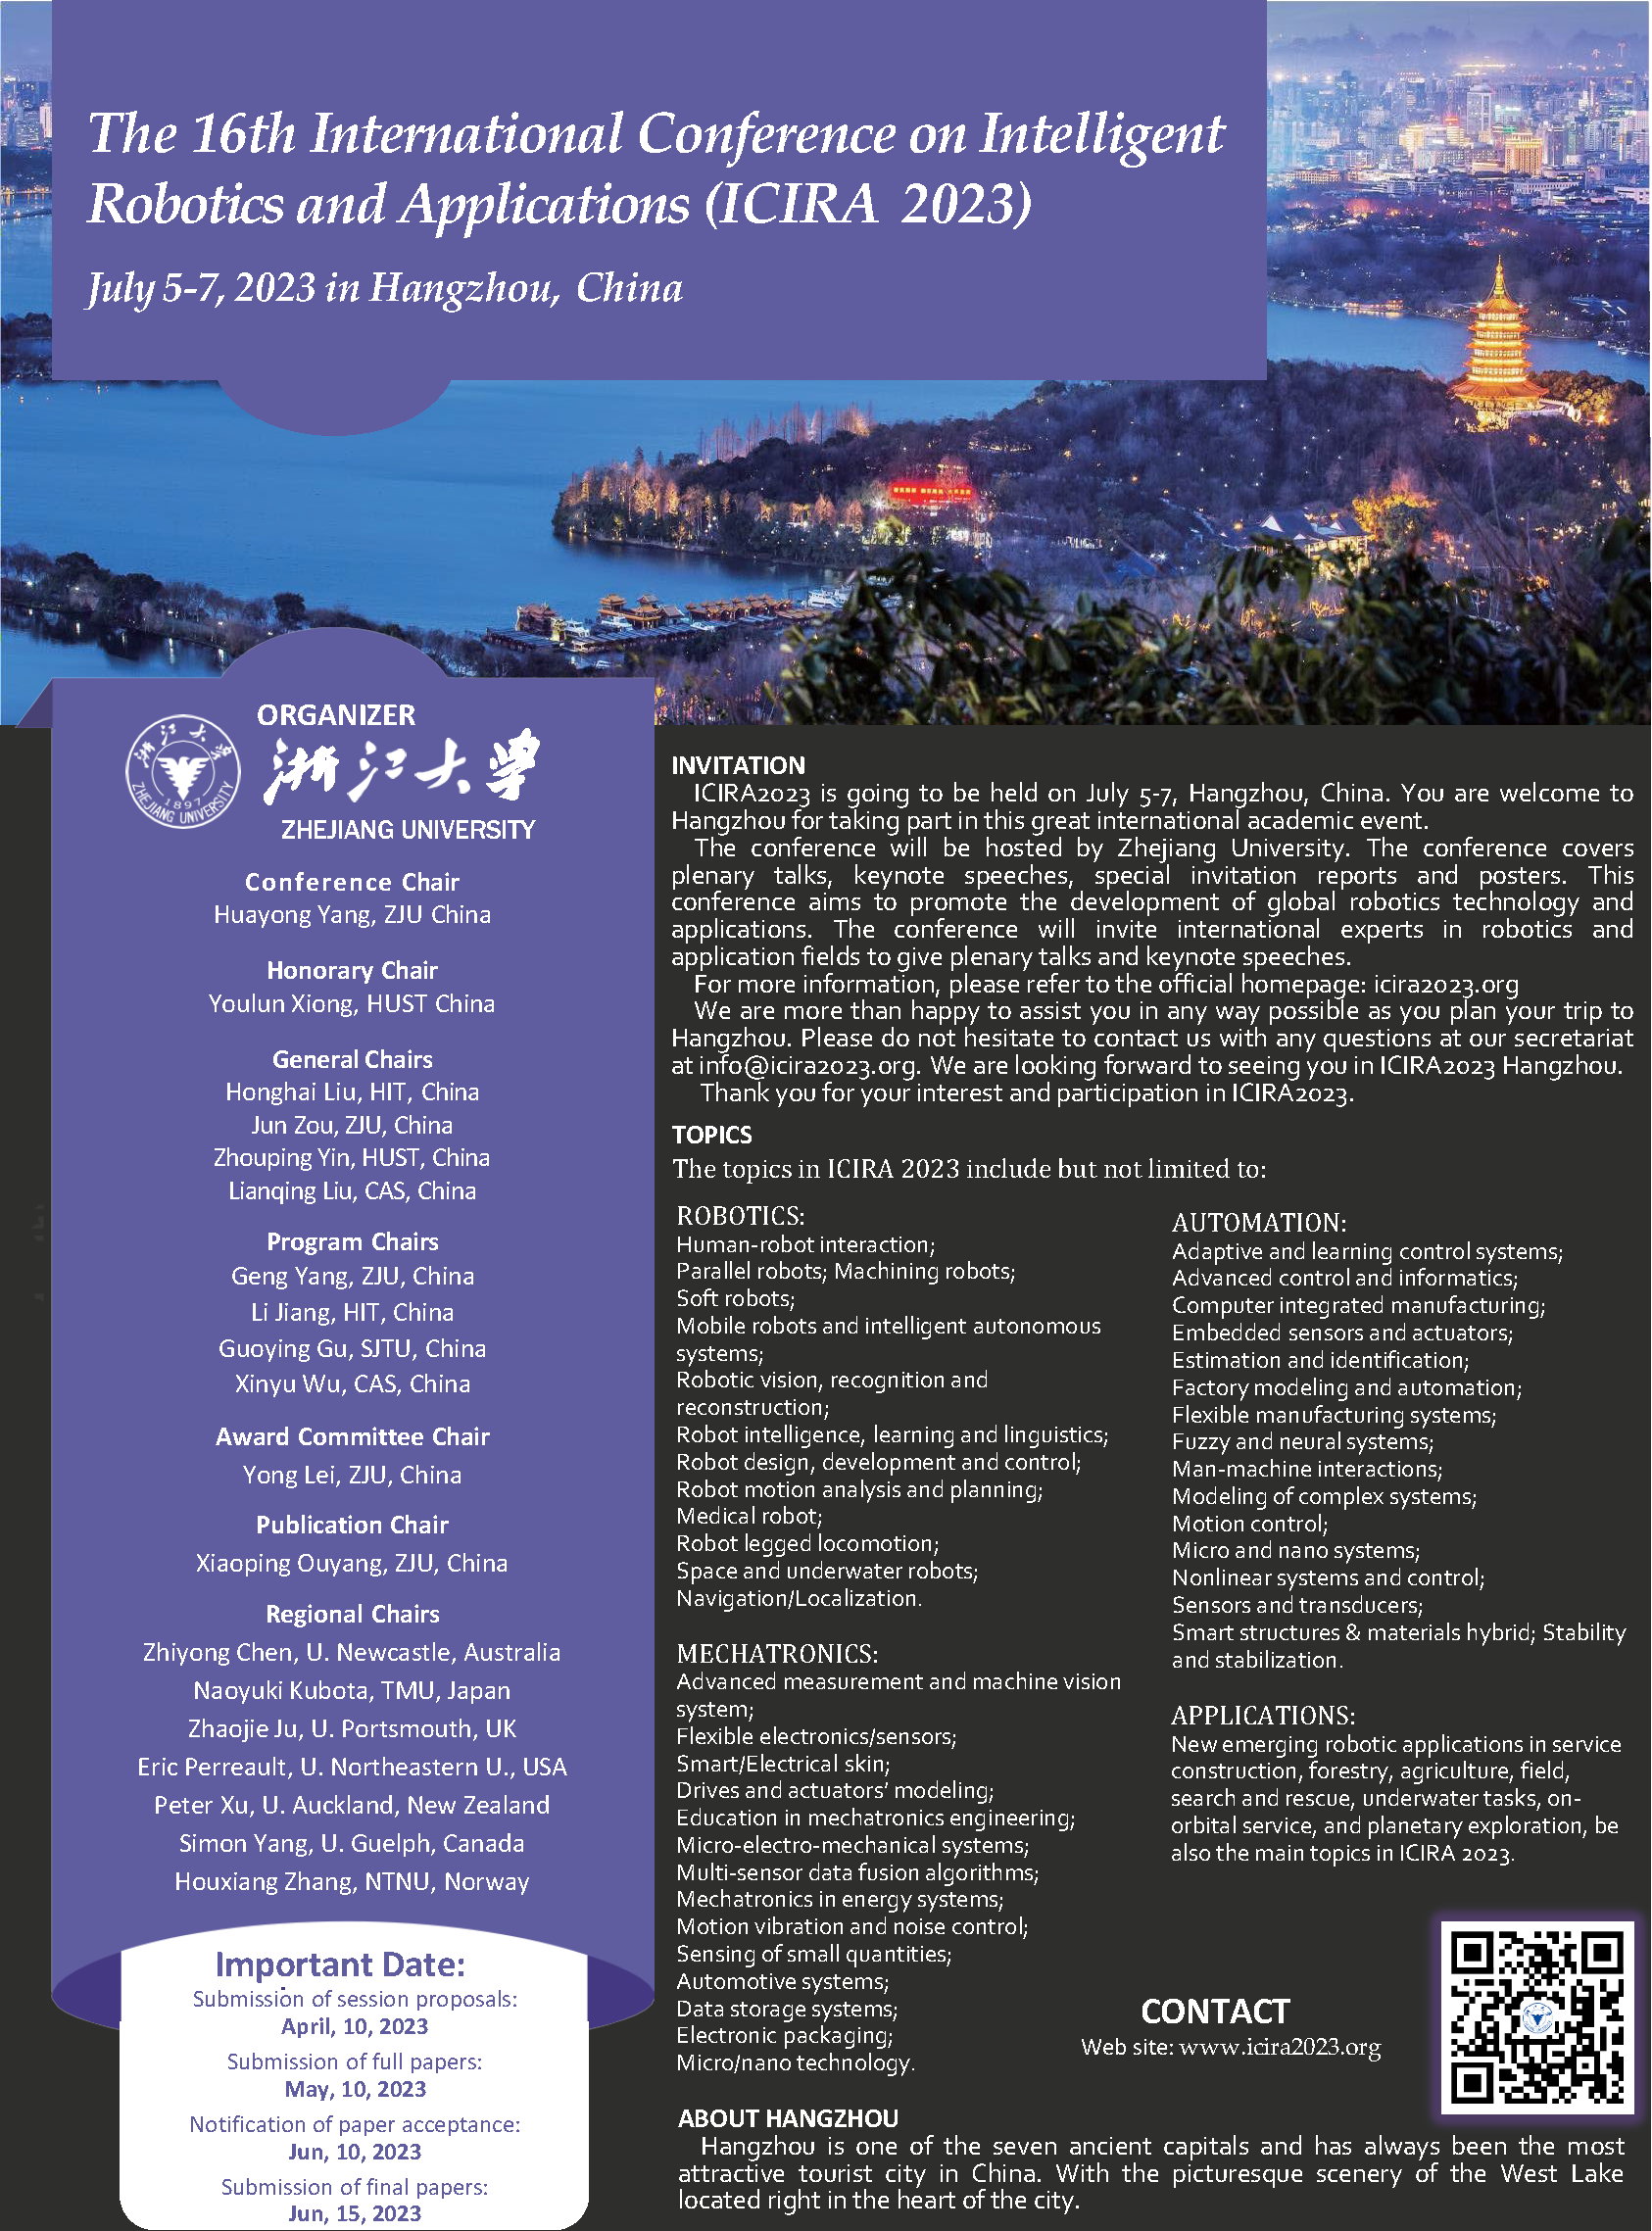 The 16th International Conference on Intelligent
Robotics and Applications (ICIRA 2023)
July 5-7, 2023 in Hangzhou, China
ORGANIZER
浙江大学
ZHEJIANG UNIVERSITY
浙江大学
1897
ZHEJIANG UNIVERSITY
Conference Chair
Huayong Yang, ZJU China
Honorary Chair
Youlun Xiong, HUST China
General Chairs
Honghai Liu, HIT, China
Jun Zou, ZJU, China
Zhouping Yin, HUST, China
Lianqing Liu, CAS, China
Program Chairs
Geng Yang, ZJU, China
Li Jiang, HIT, China
Guoying Gu, SJTU, China
Xinyu Wu, CAS, China
Award Committee Chair
Yong Lei, ZJU, China
Publication Chair
Xiaoping Ouyang, ZJU, China
Regional Chairs
Zhiyong Chen, U. Newcastle, Australia
Naoyuki Kubota, TMU, Japan
Zhaojie Ju, U. Portsmouth, UK
Eric Perreault, U. Northeastern U., USA
Peter Xu, U. Auckland, New Zealand
Simon Yang, U. Guelph, Canada
Houxiang Zhang, NTNU, Norway
Important Date:
Submission of session proposals:
April, 10, 2023
Submission of full papers:
May, 10, 2023
Notification of paper acceptance:
Jun, 10, 2023
Submission of final papers:
Jun, 15, 2023
INVITATION
ICIRA2023 is going to be held on July 5-7, Hangzhou, China. You are welcome to
Hangzhou for taking part in this great international academic event.
The conference will be hosted by Zhejiang University. The conference covers
plenary talks, keynote speeches, special invitation reports and posters. This
conference aims to promote the development of global robotics technology and
applications. The conference will invite international experts in robotics and
application fields to give plenary talks and keynote speeches.
For more information, please refer to the official homepage: icira2023.org
We are more than happy to assist you in any way possible as you plan your trip to
Hangzhou. Please do not hesitate to contact us with any questions at our secretariat
at info@icira2023.org. We are looking forward to seeing you in ICIRA2023 Hangzhou.
Thank you for your interest and participation in ICIRA2023.
TOPICS
The topics in ICIRA 2023 include but not limited to:
ROBOTICS:
Human-robot interaction;
Parallel robots; Machining robots;
Soft robots;
Mobile robots and intelligent autonomous
systems;
Robotic vision, recognition and
reconstruction;
Robot intelligence, learning and linguistics;
Robot design, development and control;
Robot motion analysis and planning;
Medical robot;
Robot legged locomotion;
Space and underwater robots;
Navigation/Localization.
MECHATRONICS:
Advanced measurement and machine vision
system;
Flexible electronics/sensors;
Smart/Electrical skin;
Drives and actuators' modeling;
Education in mechatronics engineering;
Micro-electro-mechanical systems;
Multi-sensor data fusion algorithms;
Mechatronics in energy systems;
Motion vibration and noise control;
Sensing of small quantities;
Automotive systems;
Data storage systems;
Electronic packaging;
Micro/nano technology.
AUTOMATION:
Adaptive and learning control systems;
Advanced control and informatics;
Computer integrated manufacturing;
Embedded sensors and actuators;
Estimation and identification;
Factory modeling and automation;
Flexible manufacturing systems;
Fuzzy and neural systems;
Man-machine interactions;
Modeling of complex systems;
Motion control;
Micro and nano systems;
Nonlinear systems and control;
Sensors and transducers;
Smart structures & materials hybrid; Stability
and stabilization.
APPLICATIONS:
New emerging robotic applications in service
construction, forestry, agriculture, field,
search and rescue, underwater tasks, on-
orbital service, and planetary exploration, be
also the main topics in ICIRA 2023.
CONTACT
Web site: www.icira2023.org
ABOUT HANGZHOU
Hangzhou is one of the seven ancient capitals and has always been the most
attractive tourist city in China. With the picturesque scenery of the West Lake
located right in the heart of the city.